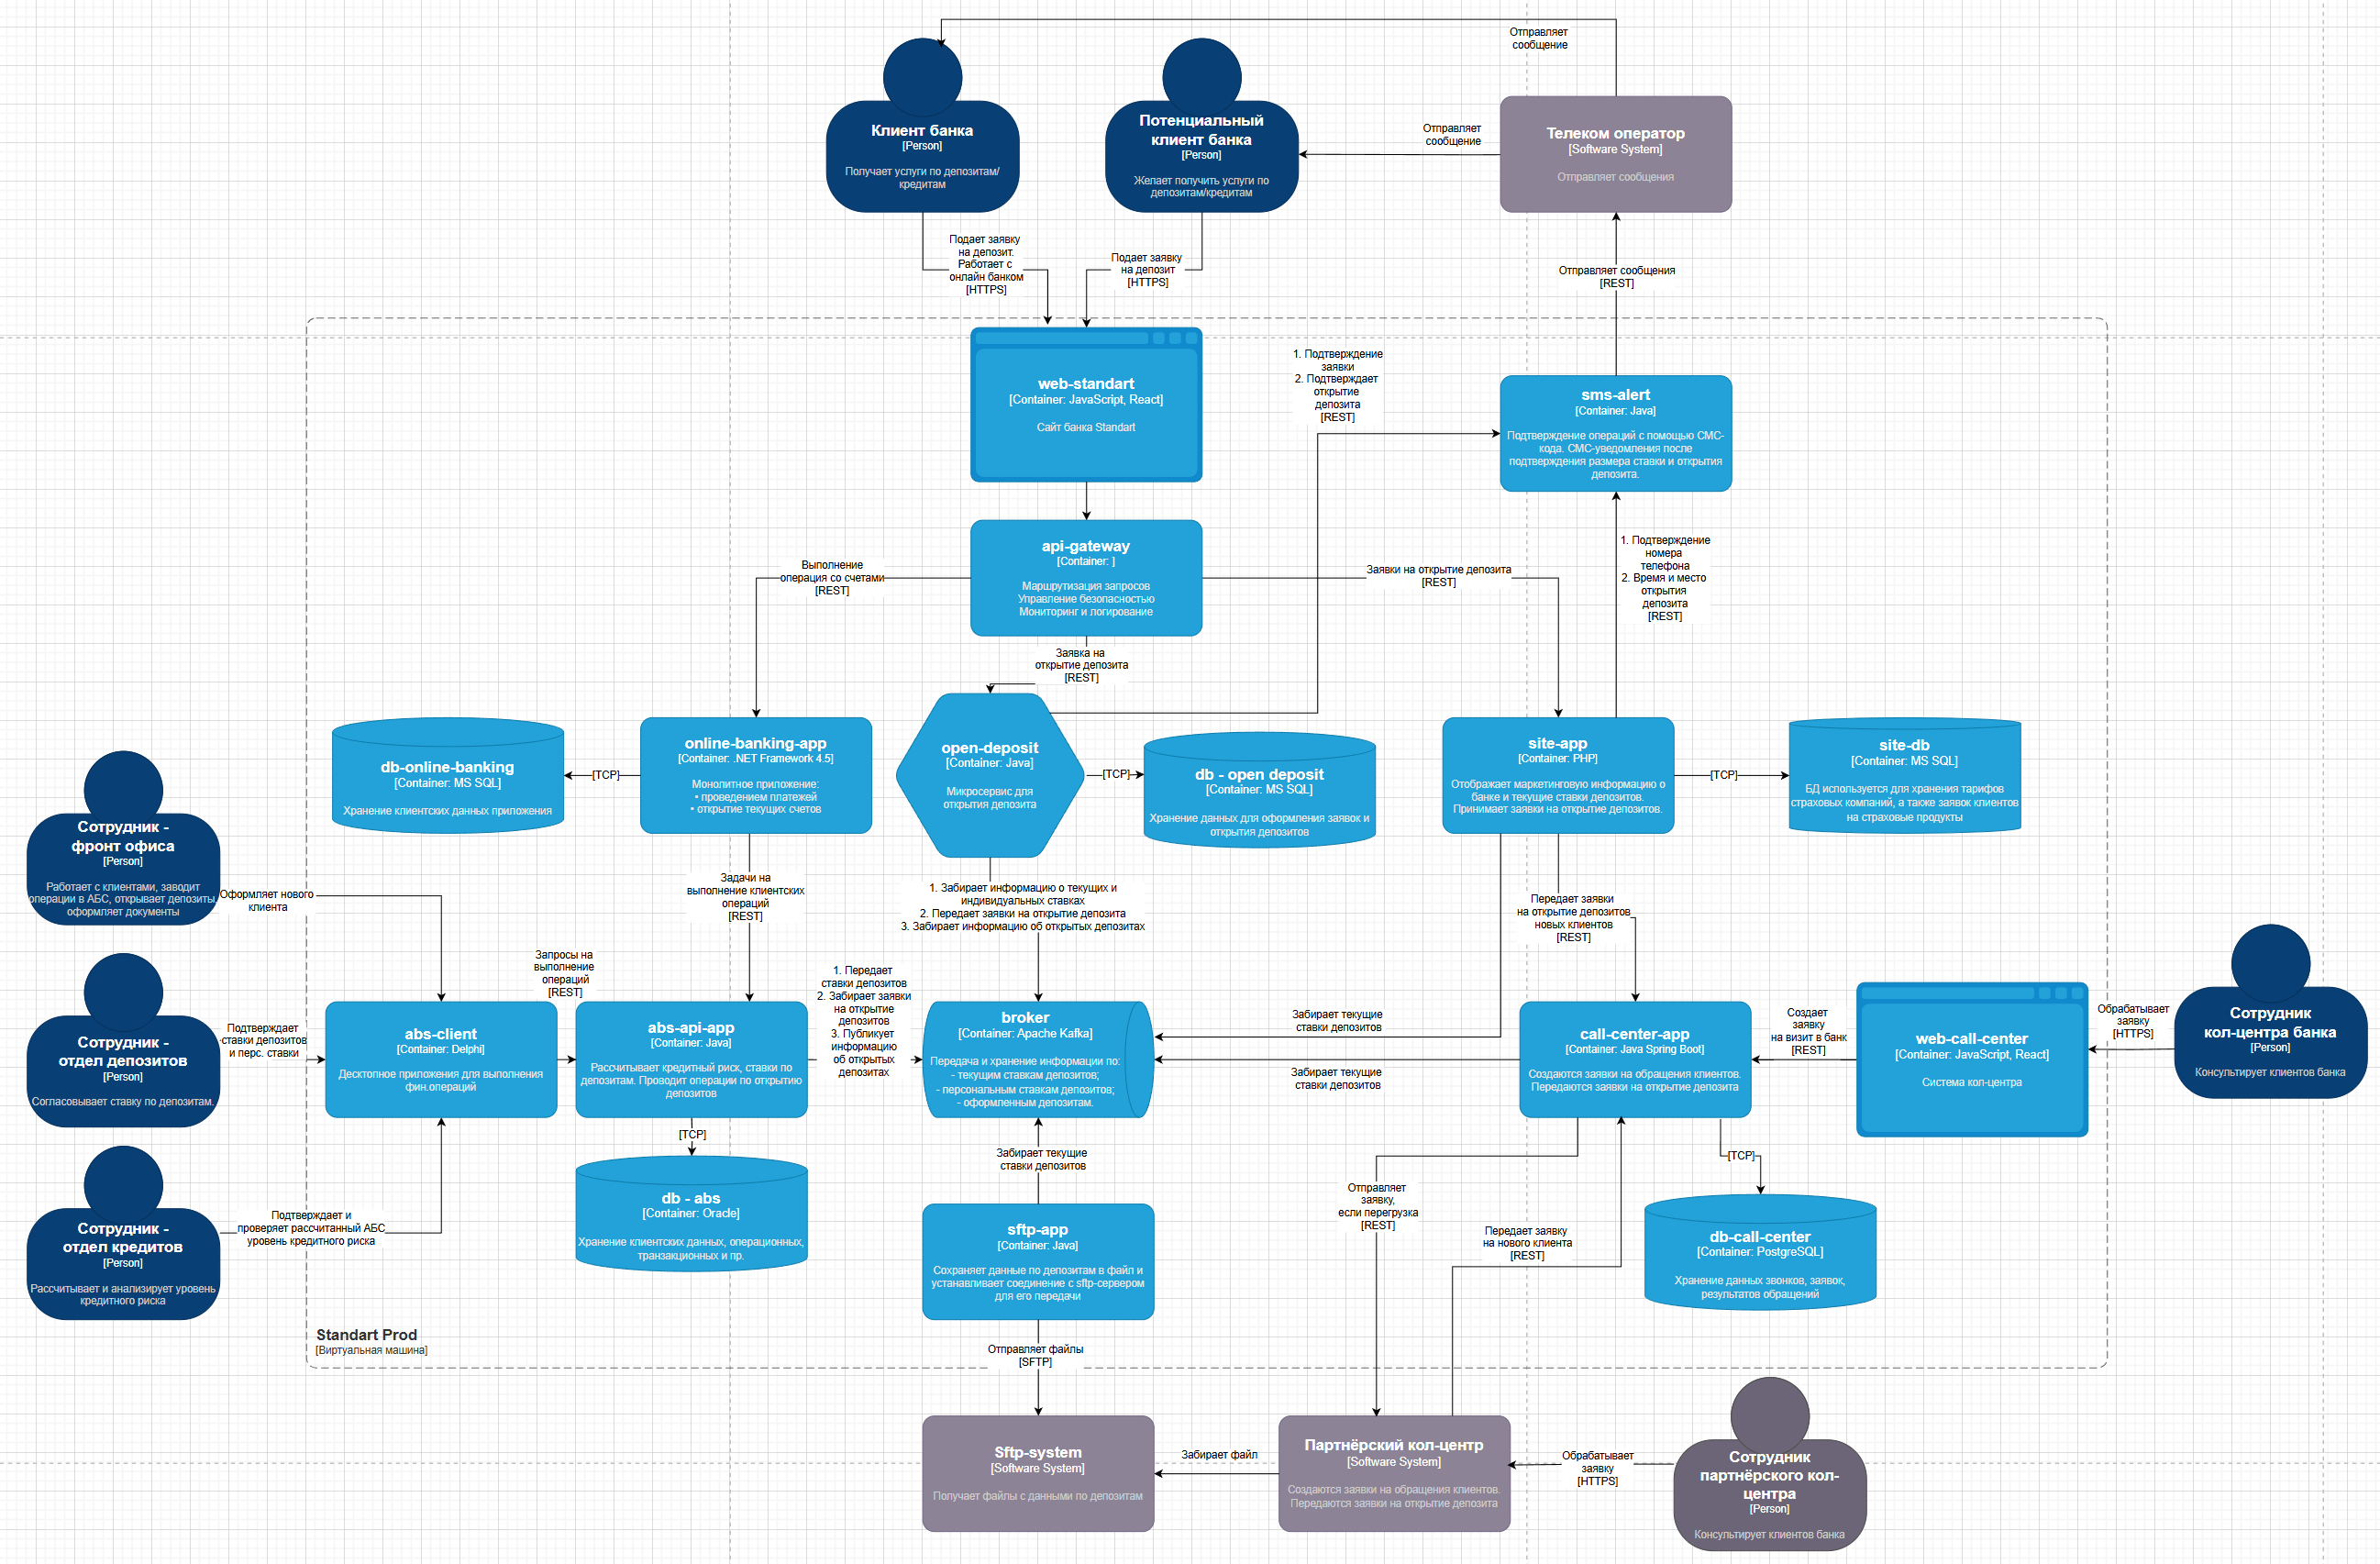 Отправляет
сообщение
Клиент банка
[Person]
Получает услуги по депозитам/
кредитам
Потенциальный
клиент банка
[Person]
Желает получить услуги по
депозитам/кредитам
Отправляет
сообщение
Телеком оператор
[Software System]
Отправляет сообщения
Подает заявку
на депозит.
Работает с
онлайн банком
[HTTPS]
Подает заявку
на депозит
[HTTPS]
Отправляет сообщения
[REST]
web-standart
[Container: JavaScript, React]
Сайт банка Standart
1. Подтверждение
заявки
2. Подтверждает
открытие
депозита
[REST]
sms-alert
[Container: Java]
Подтверждение операций с помощью СМС-
кода. СМС-уведомления после
подтверждения размера ставки и открытия
депозита.
api-gateway
[Container: ]
Маршрутизация запросов
Управление безопасностью
Мониторинг и логирование
Выполнение
операция со счетами
[REST]
Заявки на открытие депозита
[REST]
1. Подтверждение
номера
телефона
2. Время и место
открытия
депозита
[REST]
Заявка на
открытие депозита
[REST]
db-online-banking
[Container: MS SQL]
Хранение клиентских данных приложения
[TCP]
online-banking-app
[Container: .NET Framework 4.5]
Монолитное приложение:
• проведением платежей
• открытие текущих счетов
open-deposit
[Container: Java]
Микросервис для
открытия депозита
[TCP]
db - open deposit
[Container: MS SQL]
Хранение данных для оформления заявок и
открытия депозитов
site-app
[Container: PHP]
Отображает маркетинговую информацию о
банке и текущие ставки депозитов.
Принимает заявки на открытие депозитов.
[TCP]
site-db
[Container: MS SQL]
БД используется для хранения тарифов
страховых компаний, а также заявок клиентов
на страховые продукты
Сотрудник -
фронт офиса
[Person]
Работает с клиентами, заводит
операции в АБС, открывает депозиты,
оформляет документы
Оформляет нового
клиента
Задачи на
выполнение клиентских
операций
[REST]
1. Забирает информацию о текущих и
индивидуальных ставках
2. Передает заявки на открытие депозита
3. Забирает информацию об открытых депозитах
Передает заявки
на открытие депозитов
новых клиентов
[REST]
Сотрудник -
отдел депозитов
[Person]
Согласовывает ставку по депозитам.
Подтверждает
ставки депозитов
и перс. ставки
abs-client
[Container: Delphi]
Десктопное приложения для выполнения
фин.операций
Запросы на
выполнение
операций
[REST]
abs-api-app
[Container: Java]
Рассчитывает кредитный риск, ставки по
депозитам. Проводит операции по открытию
депозитов
1. Передает
ставки депозитов
2. Забирает заявки
на открытие
депозитов
3. Публикует
информацию
об открытых
депозитах
broker
[Container: Apache Kafka]
Передача и хранение информации по:
- текущим ставкам депозитов;
- персональным ставкам депозитов;
- оформленным депозитам.
Забирает текущие
ставки депозитов
Забирает текущие
ставки депозитов
call-center-app
[Container: Java Spring Boot]
Создаются заявки на обращения клиентов.
Передаются заявки на открытие депозита
Создает
заявку
на визит в банк
[REST]
web-call-center
[Container: JavaScript, React]
Система кол-центра
Обрабатывает
заявку
[HTTPS]
Сотрудник
кол-центра банка
[Person]
Консультирует клиентов банка
[TCP]
db - abs
[Container: Oracle]
Хранение клиентских данных, операционных,
транзакционных и пр.
Забирает текущие
ставки депозитов
[TCP]
Сотрудник -
отдел кредитов
[Person]
Рассчитывает и анализирует уровень
кредитного риска
Подтверждает и
проверяет рассчитанный АБС
уровень кредитного риска
sftp-app
[Container: Java]
Сохраняет данные по депозитам в файл и
устанавливает соединение с sftp-сервером
для его передачи
Отправляет
заявку,
если перегрузка
[REST]
Передает заявку
на нового клиента
[REST]
db-call-center
[Container: PostgreSQL]
Хранение данных звонков, заявок,
результатов обращений
Standart Prod
[Виртуальная машина]
Отправляет файлы
[SFTP]
Sftp-system
[Software System]
Получает файлы с данными по депозитам
Забирает файл
Партнёрский кол-центр
[Software System]
Создаются заявки на обращения клиентов.
Передаются заявки на открытие депозита
Обрабатывает
заявку
[HTTPS]
Сотрудник
партнёрского кол-
центра
[Person]
Консультирует клиентов банка